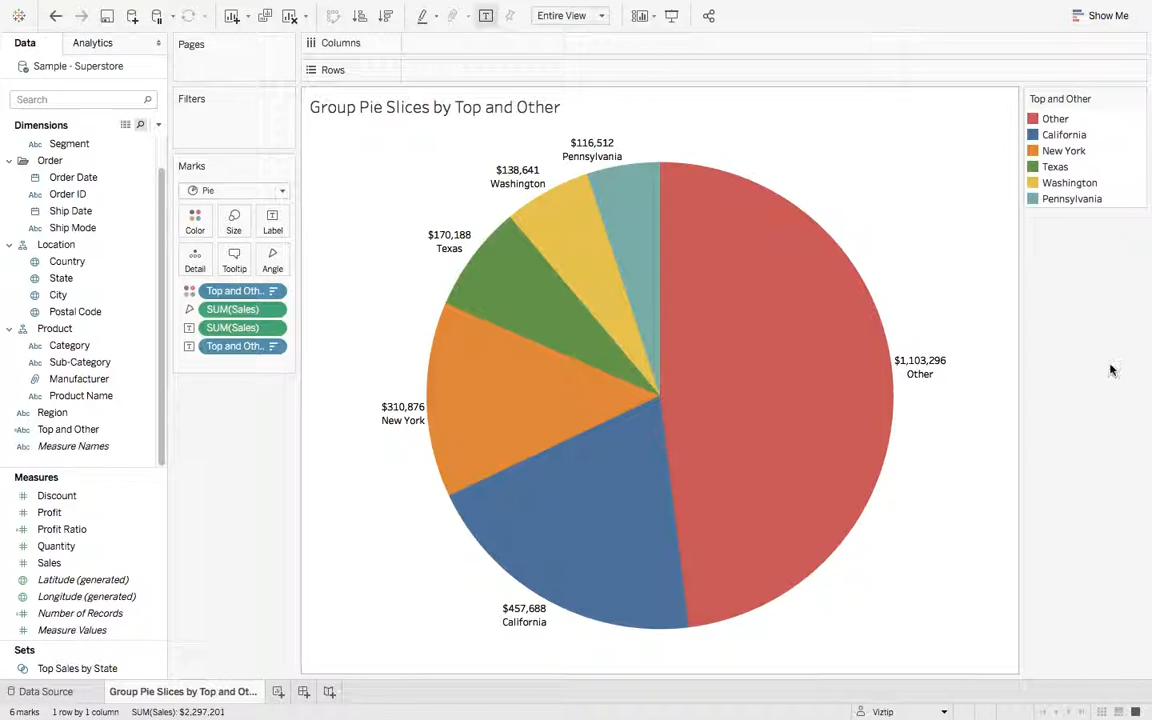 Entire View
Show Me
Data
Analytics
Sample - Superstore
Search
Dimensions
Segment
Order
Order Date
Order ID
Ship Date
Ship Mode
Location
Country
State
City
Postal Code
Product
Category
Sub-Category
Manufacturer
Product Name
Region
Top and Other
Measure Names
Measures
Discount
Profit
Profit Ratio
Quantity
Sales
Latitude (generated)
Longitude (generated)
Number of Records
Measure Values
Sets
Top Sales by State
Pages
Filters
Marks
Pie
Color
Size
Label
Detail
Tooltip
Angle
Top and Oth..
SUM(Sales)
SUM(Sales)
Top and Oth..
Columns
Rows
Group Pie Slices by Top and Other
$116,512
Pennsylvania
$138,641
Washington
$170,188
Texas
$310,876
New York
$457,688
California
$1,103,296
Other
Top and Other
Other
California
New York
Texas
Washington
Pennsylvania
Data Source
Group Pie Slices by Top and Ot...
6 marks
1 row by 1 column
SUM(Sales): $2,297,201
Viztip